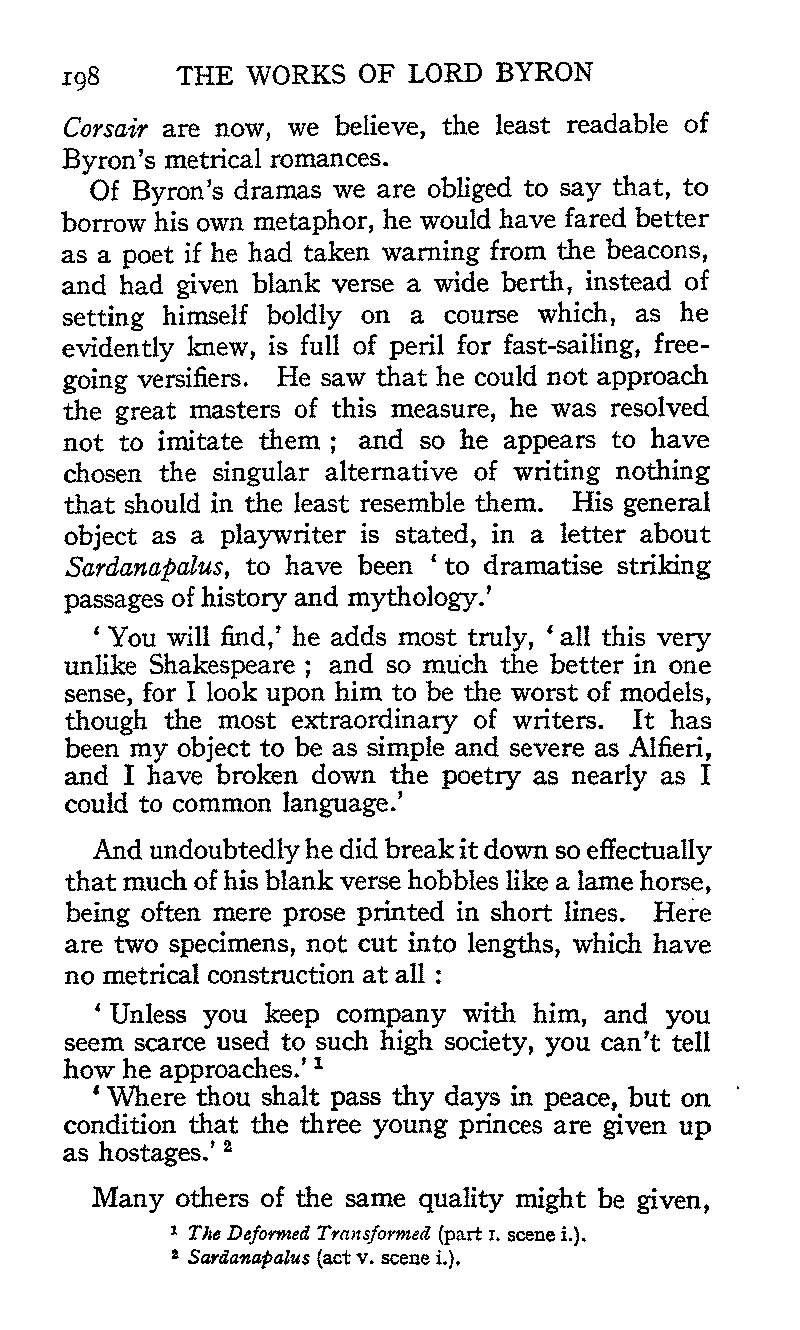 198 THE WORKS OF LORD BYRON
Corsair are now, we believe, the least readable of
Byron's metrical romances.
Of Byron's dramas we are obliged to say that, to
borrow his own metaphor, he would have fared better
as a poet if he had taken warning from the beacons,
and had given blank verse a wide berth, instead of
setting himself boldly on a course which, as he
evidently knew, is full of peril for fast-sailing, free-
going versifiers. He saw that he could not approach
the great masters of this measure, he was resolved
not to imitate them ; and so he appears to have
chosen the singular alternative of writing nothing
that should in the least resemble them. His general
object as a playwriter is stated, in a letter about
Sardanapalus, to have been ‘ to dramatise striking
passages of history and mythology.’
‘ You will find,’ he adds most truly, ‘ all this very
unlike Shakespeare ; and so much the better in one
sense, for I look upon him to be the worst of models,
though the most extraordinary of writers. It has
been my object to be as simple and severe as Alfieri,
and I have broken down the poetry as nearly as I
could to common language.’
And undoubtedly he did break it down so effectually
that much of his blank verse hobbles like a lame horse,
being often mere prose printed in short lines. Here
are two specimens, not cut into lengths, which have
no metrical construction at all :
‘ Unless you keep company with him, and you
seem scarce used to such high society, you can't tell
how he approaches.’ ¹
‘ Where thou shalt pass thy days in peace, but on
condition that the three young princes are given up
as hostages.’ ²
Many others of the same quality might be given,
¹ The Deformed Transformed (part I. scene i.).
² Sardanapalus (act v. scene i.).